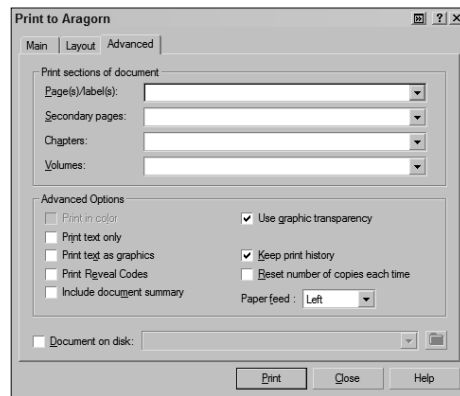 Print to Aragorn
Main Layout Advanced
Print sections of document
Page(s)/label(s):
Secondary pages:
Chapters:
Volumes:
Advanced Options
Print in color
Use graphic transparency
Print text only
Print text as graphics
Keep print history
Print Reveal Codes
Reset number of copies each time
Include document summary
Paper feed : Left
Document on disk:
Print Close Help